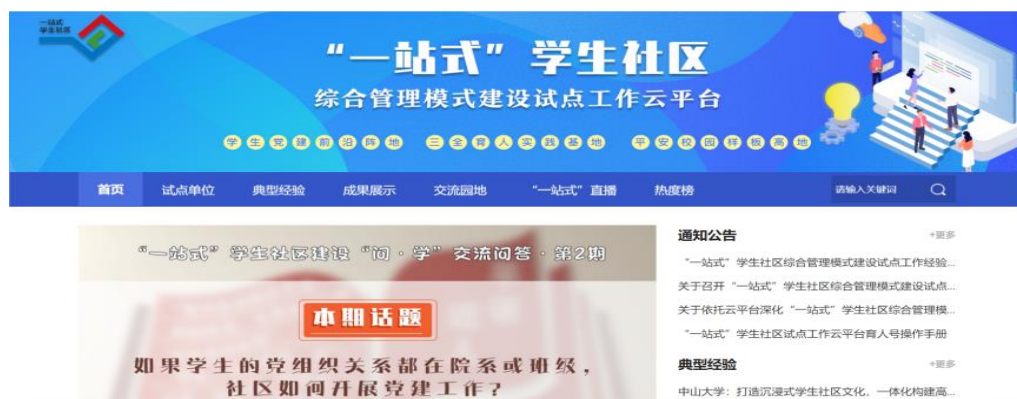 一站式
学生社区
“一站式”学生社区
综合管理模式建设试点工作云平台
学生党建前沿阵地 三全育人实践基地 平安校园样板高地
首页 试点单位 典型经验 成果展示 交流园地 “一站式”直播 热度榜 请输入关键词
“一站式”学生社区建设“问·学”交流问答·第2期
本期话题
如果学生的党组织关系都在院系或班级，
社区如何开展党建工作？
通知公告 +更多
“一站式”学生社区综合管理模式建设试点工作经验...
关于召开“一站式”学生社区综合管理模式建设试点...
关于依托云平台深化“一站式”学生社区综合管理模...
“一站式”学生社区试点工作云平台育人号操作手册
典型经验 +更多
中山大学：打造沉浸式学生社区文化，一体化构建高...